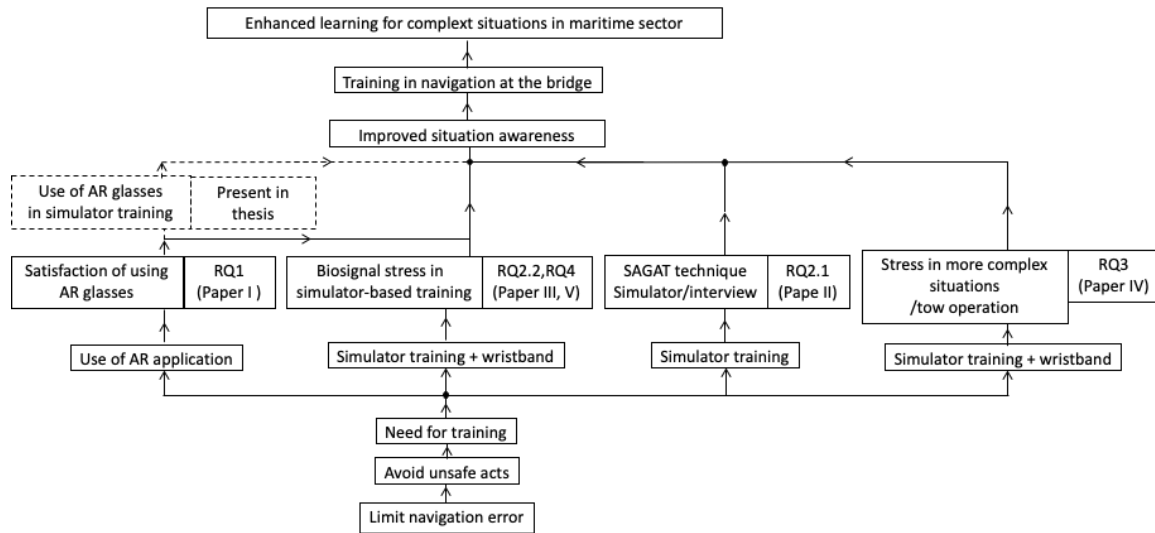 Enhanced learning for complext situations in maritime sector
Training in navigation at the bridge
Improved situation awareness
Use of AR glasses
in simulator training
Present in
thesis
Satisfaction of using
AR glasses
RQ1
(Paper I )
Biosignal stress in
simulator-based training
RQ2.2,RQ4
(Paper III, V)
SAGAT technique
Simulator/interview
RQ2.1
(Pape II)
Stress in more complex
situations
/tow operation
RQ3
(Paper IV)
Use of AR application
Simulator training + wristband
Simulator training
Simulator training + wristband
Need for training
Avoid unsafe acts
Limit navigation error